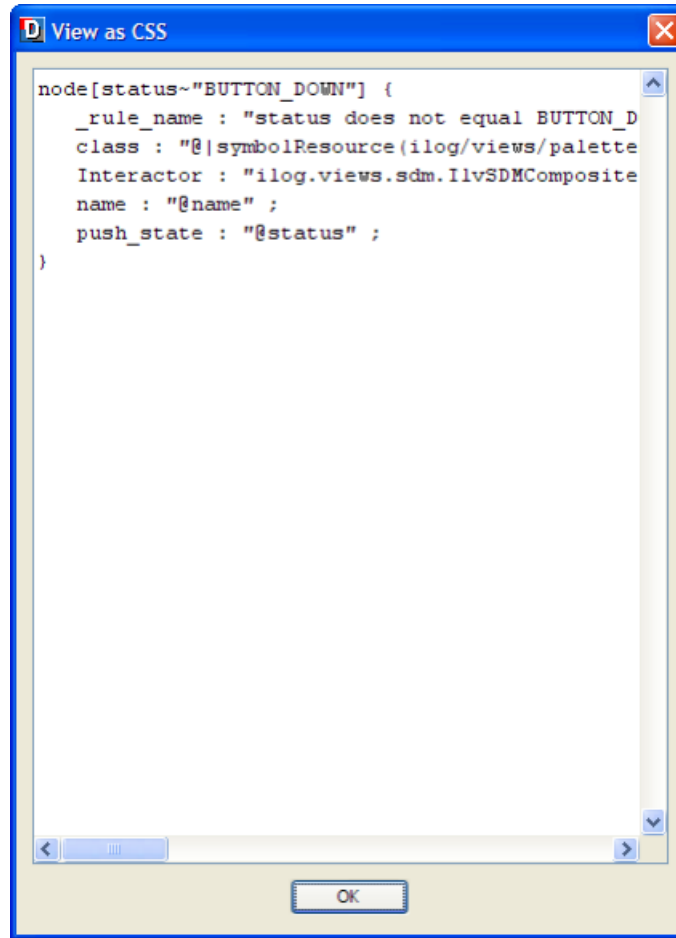 View as CSS
node[status~"BUTTON_DOWN"] {
_rule_name : "status does not equal BUTTON_D
class : "@|symbolResource(ilog/views/palette
Interactor : "ilog.views.sdm.IlvSDMComposite
name : "@name" ;
push_state : "@status" ;
}
OK